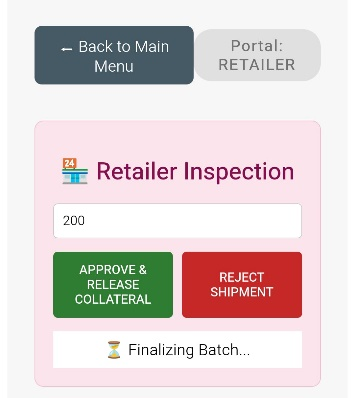 ← Back to Main
Menu
Portal:
RETAILER
🏪 Retailer Inspection
200
APPROVE &
RELEASE
COLLATERAL
REJECT
SHIPMENT
⏳ Finalizing Batch...